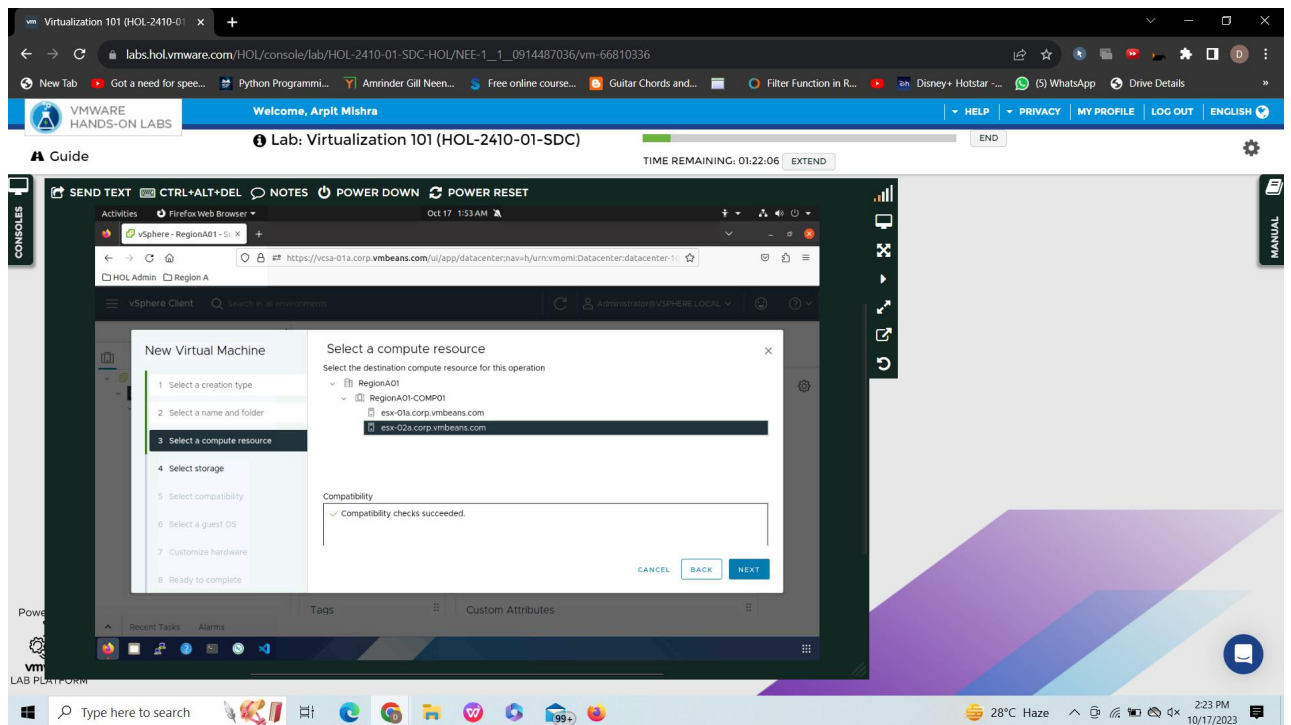 Virtualization 101 (HOL-2410-01
labs.hol.vmware.com/HOL/console/lab/HOL-2410-01-SDC-HOL/NEE-1__1__0914487036/vm-66810336
New Tab Got a need for spee... Python Programmi... Amrinder Gill Neen... Free online course... Guitar Chords and... Filter Function in R... Disney+ Hotstar -... (5) WhatsApp Drive Details »
VMWARE
HANDS-ON LABS
Welcome, Arpit Mishra
HELP PRIVACY MY PROFILE LOG OUT ENGLISH
Guide
Lab: Virtualization 101 (HOL-2410-01-SDC)
TIME REMAINING: 01:22:06 EXTEND
END
CONSOLES
SEND TEXT CTRL+ALT+DEL NOTES POWER DOWN POWER RESET
MANUAL
Activities Firefox Web Browser Oct 17 1:53 AM
vSphere - RegionA01 - S
https://vcsa-01a.corp.vmbeans.com/ui/app/datacenter;nav=h/urn:vmomi:Datacenter:datacenter-10
HOL Admin Region A
vSphere Client Search in all environments Administrator@VSPHERE.LOCAL
New Virtual Machine
1 Select a creation type
2 Select a name and folder
3 Select a compute resource
4 Select storage
5 Select compatibility
6 Select a guest OS
7 Customize hardware
8 Ready to complete
Select a compute resource
Select the destination compute resource for this operation
RegionA01
RegionA01-COMP01
esx-01a.corp.vmbeans.com
esx-02a.corp.vmbeans.com
Compatibility
Compatibility checks succeeded.
CANCEL BACK NEXT
Tags Custom Attributes
Recent Tasks Alarms
Powe
vm
LAB PLATFORM
Type here to search
99+
28°C Haze
2:23 PM
10/17/2023